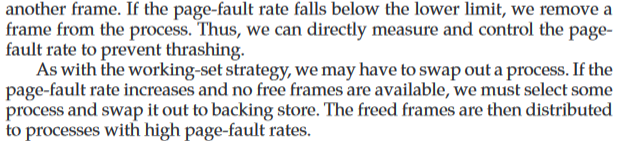 another frame. If the page-fault rate falls below the lower limit, we remove a
frame from the process. Thus, we can directly measure and control the page-
fault rate to prevent thrashing.
As with the working-set strategy, we may have to swap out a process. If the
page-fault rate increases and no free frames are available, we must select some
process and swap it out to backing store. The freed frames are then distributed
to processes with high page-fault rates.